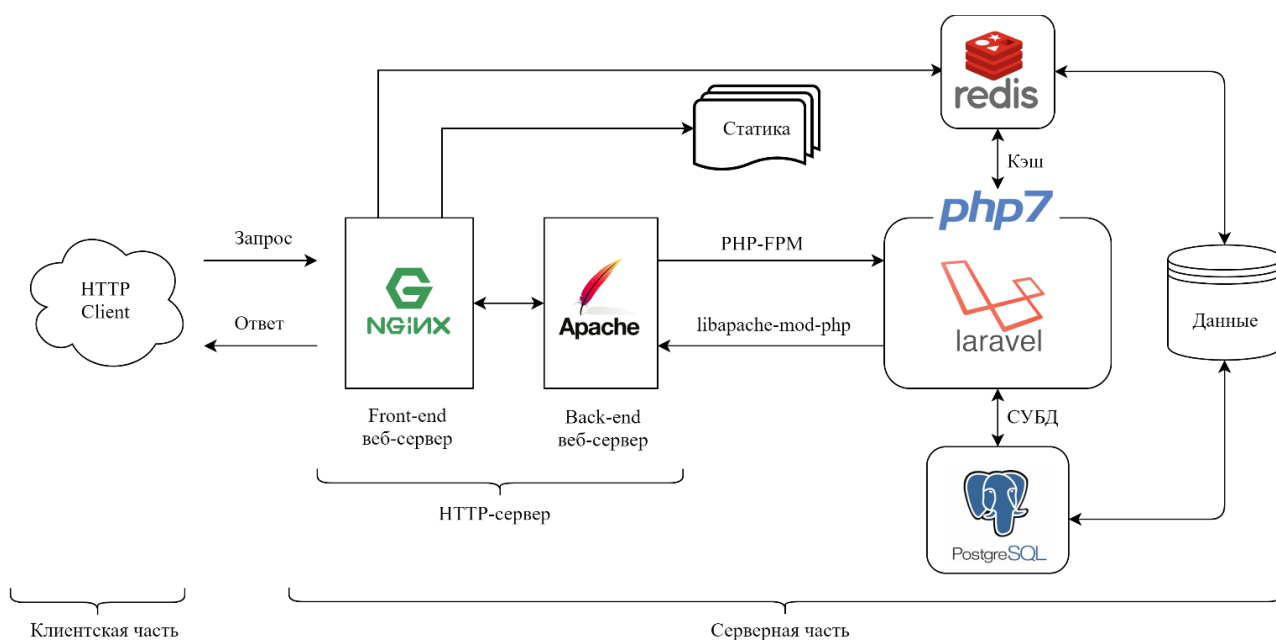 redis
Статика
Кэш
php7
Запрос
PHP-FPM
HTTP
Client
NGINX
Apache
laravel
Данные
Ответ
libapache-mod-php
Front-end
веб-сервер
Back-end
веб-сервер
СУБД
HTTP-сервер
PostgreSQL
Клиентская часть
Серверная часть